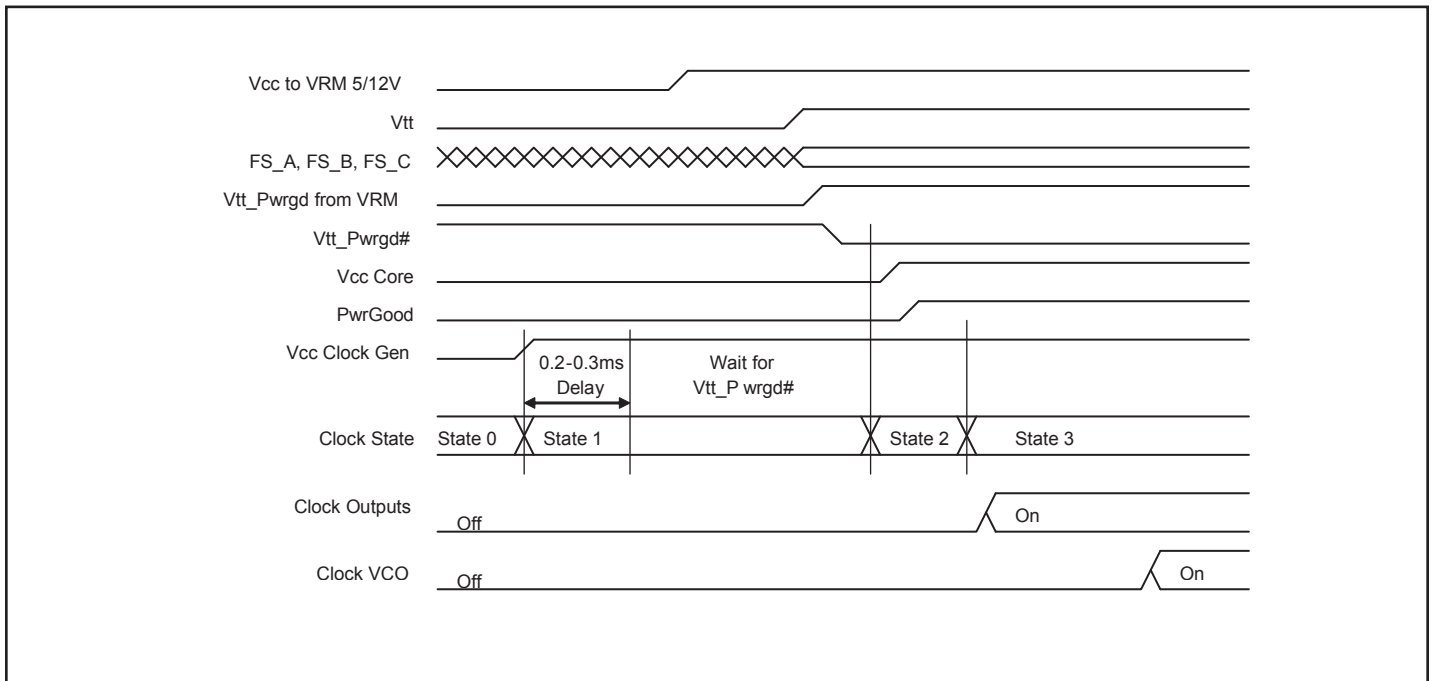 Vcc to VRM 5/12V
Vtt
FS_A, FS_B, FS_C
Vtt_Pwrgd from VRM
Vtt_Pwrgd#
Vcc Core
PwrGood
Vcc Clock Gen
0.2-0.3ms
Delay
Wait for
Vtt_P wrgd#
Clock State
State 0
State 1
State 2
State 3
Clock Outputs
Off
On
Clock VCO
Off
On